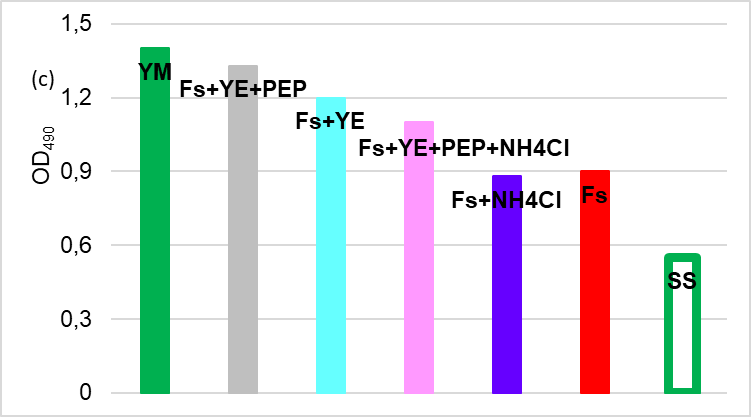 1,5
1,2
0,9
0,6
0,3
0
(c)
OD490
YM
Fs+YE+PEP
Fs+YE
Fs+YE+PEP+NH4Cl
Fs+NH4Cl
Fs
SS